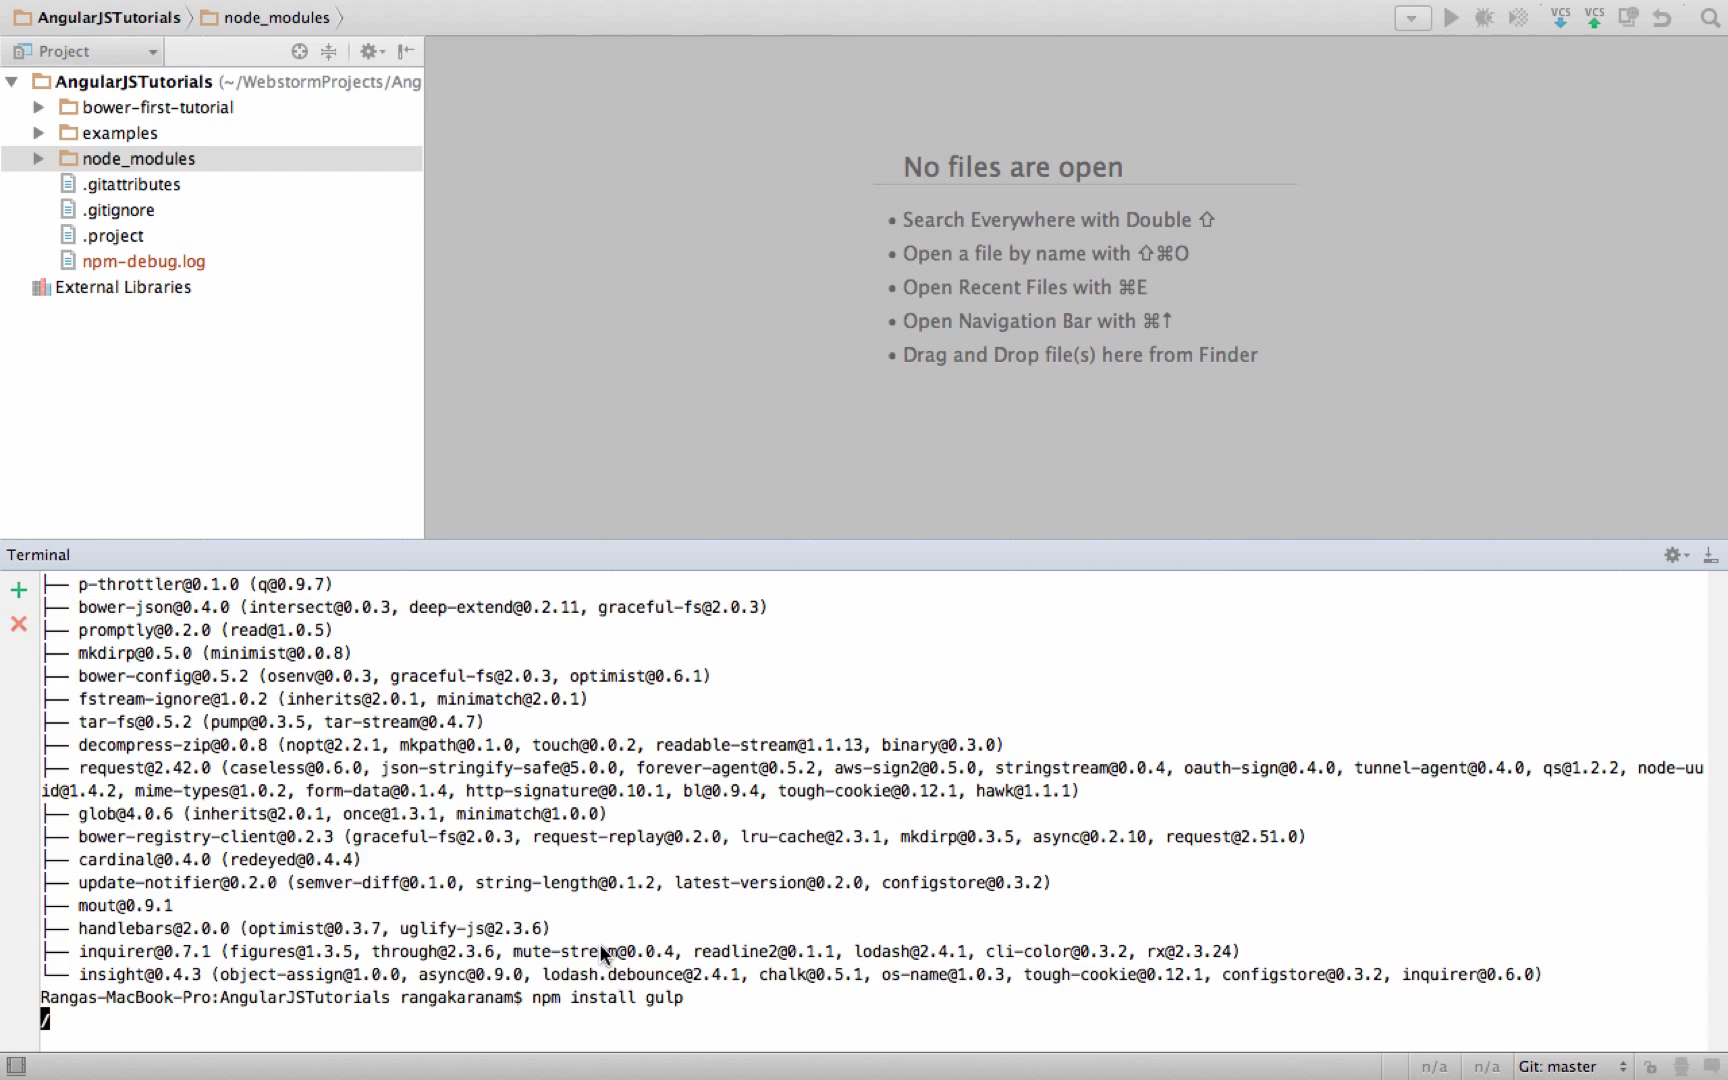 AngularJSTutorials node_modules
VCS VCS
Project
AngularJSTutorials (~/WebstormProjects/Ang
bower-first-tutorial
examples
node_modules
.gitattributes
.gitignore
.project
npm-debug.log
External Libraries
No files are open
• Search Everywhere with Double ⇧
• Open a file by name with ⇧⌘O
• Open Recent Files with ⌘E
• Open Navigation Bar with ⌘↑
• Drag and Drop file(s) here from Finder
Terminal
├── p-throttler@0.1.0 (q@0.9.7)
├── bower-json@0.4.0 (intersect@0.0.3, deep-extend@0.2.11, graceful-fs@2.0.3)
├── promptly@0.2.0 (read@1.0.5)
├── mkdirp@0.5.0 (minimist@0.0.8)
├── bower-config@0.5.2 (osenv@0.0.3, graceful-fs@2.0.3, optimist@0.6.1)
├── fstream-ignore@1.0.2 (inherits@2.0.1, minimatch@2.0.1)
├── tar-fs@0.5.2 (pump@0.3.5, tar-stream@0.4.7)
├── decompress-zip@0.0.8 (nopt@2.2.1, mkpath@0.1.0, touch@0.0.2, readable-stream@1.1.13, binary@0.3.0)
├── request@2.42.0 (caseless@0.6.0, json-stringify-safe@5.0.0, forever-agent@0.5.2, aws-sign2@0.5.0, stringstream@0.0.4, oauth-sign@0.4.0, tunnel-agent@0.4.0, qs@1.2.2, node-uu
id@1.4.2, mime-types@1.0.2, form-data@0.1.4, http-signature@0.10.1, bl@0.9.4, tough-cookie@0.12.1, hawk@1.1.1)
├── glob@4.0.6 (inherits@2.0.1, once@1.3.1, minimatch@1.0.0)
├── bower-registry-client@0.2.3 (graceful-fs@2.0.3, request-replay@0.2.0, lru-cache@2.3.1, mkdirp@0.3.5, async@0.2.10, request@2.51.0)
├── cardinal@0.4.0 (redeyed@0.4.4)
├── update-notifier@0.2.0 (semver-diff@0.1.0, string-length@0.1.2, latest-version@0.2.0, configstore@0.3.2)
├── mout@0.9.1
├── handlebars@2.0.0 (optimist@0.3.7, uglify-js@2.3.6)
├── inquirer@0.7.1 (figures@1.3.5, through@2.3.6, mute-stream@0.0.4, readline2@0.1.1, lodash@2.4.1, cli-color@0.3.2, rx@2.3.24)
└── insight@0.4.3 (object-assign@1.0.0, async@0.9.0, lodash.debounce@2.4.1, chalk@0.5.1, os-name@1.0.3, tough-cookie@0.12.1, configstore@0.3.2, inquirer@0.6.0)
Rangas-MacBook-Pro:AngularJSTutorials rangakaranam$ npm install gulp
/
n/a n/a Git: master